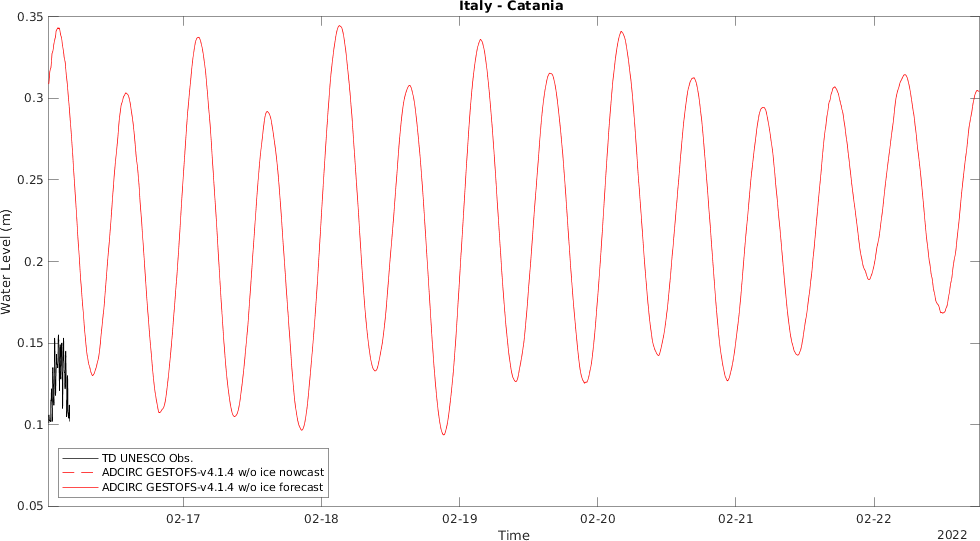 Italy - Catania
0.35
0.3
0.25
0.2
0.15
0.1
0.05
Water Level (m)
TD UNESCO Obs.
ADCIRC GESTOFS-v4.1.4 w/o ice nowcast
ADCIRC GESTOFS-v4.1.4 w/o ice forecast
02-17 02-18 02-19 02-20 02-21 02-22
Time
2022